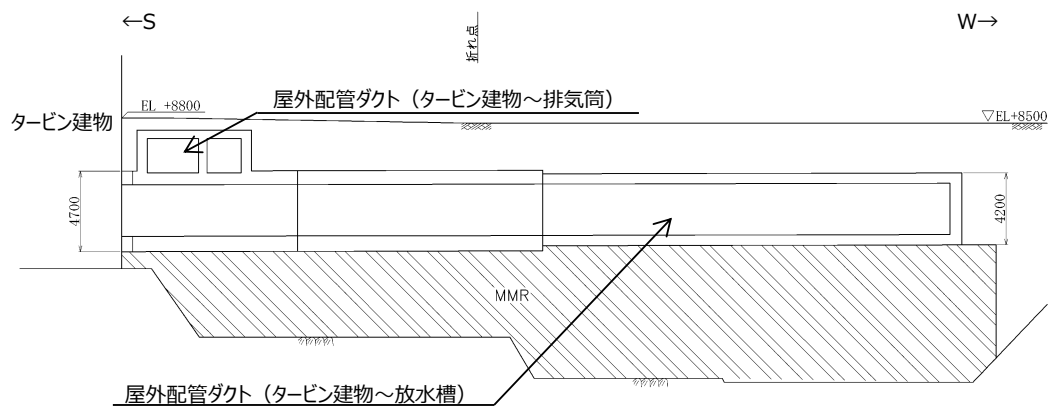 ←S
W→
折れ点
屋外配管ダクト（タービン建物～排気筒）
EL +8800
タービン建物
▽EL+8500
4700
4200
MMR
屋外配管ダクト（タービン建物～放水槽）